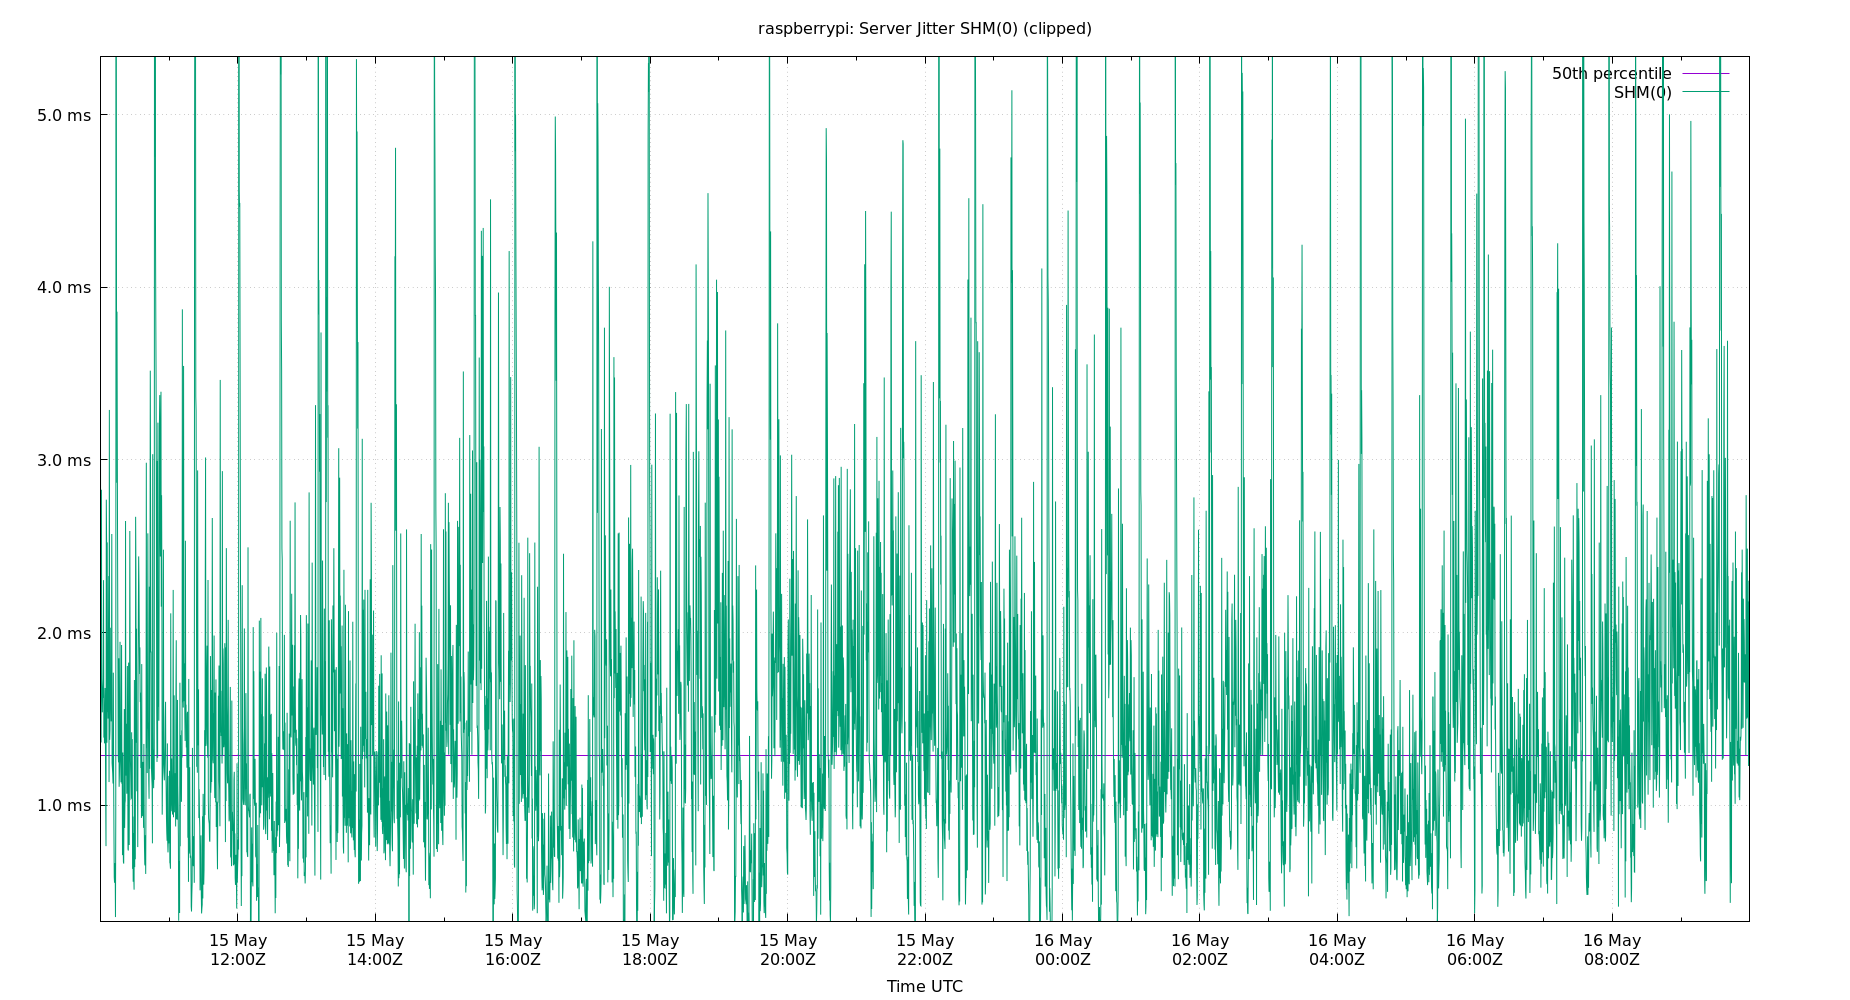 raspberrypi: Server Jitter SHM(0) (clipped)
50th percentile
SHM(0)
5.0 ms
4.0 ms
3.0 ms
2.0 ms
1.0 ms
15 May 15 May 15 May 15 May 15 May 15 May 16 May 16 May 16 May 16 May 16 May
12:00Z 14:00Z 16:00Z 18:00Z 20:00Z 22:00Z 00:00Z 02:00Z 04:00Z 06:00Z 08:00Z
Time UTC